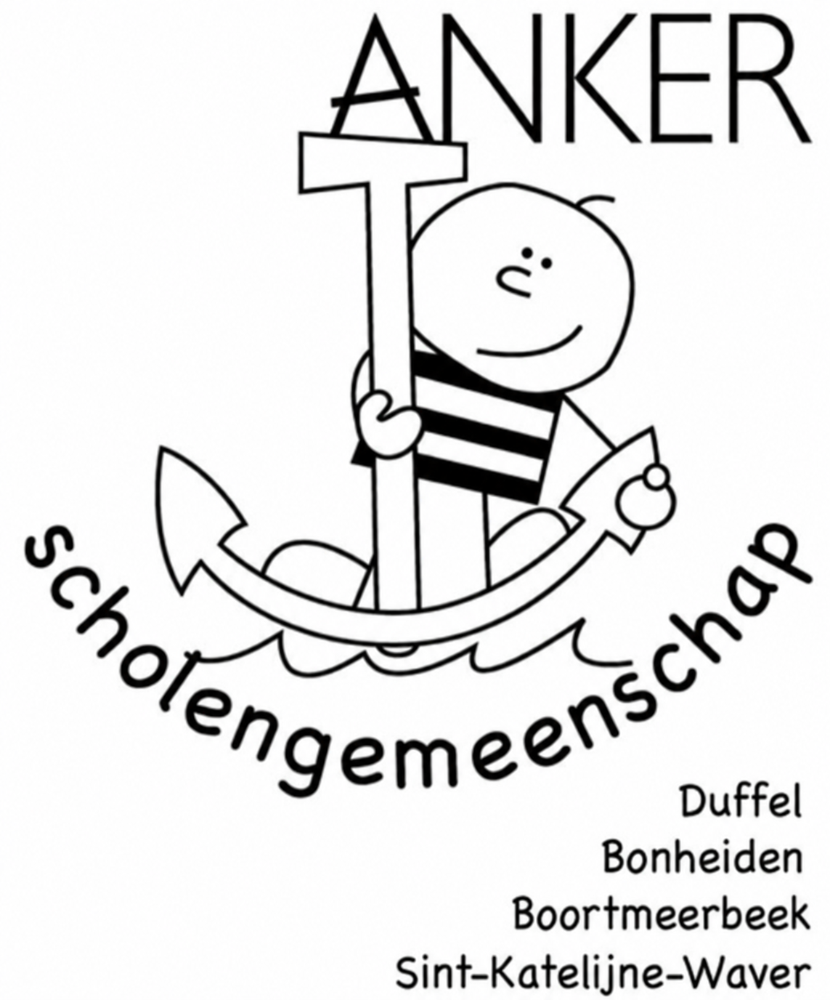 ANKER
scholengemeenschap
Duffel
Bonheiden
Boortmeerbeek
Sint-Katelijne-Waver